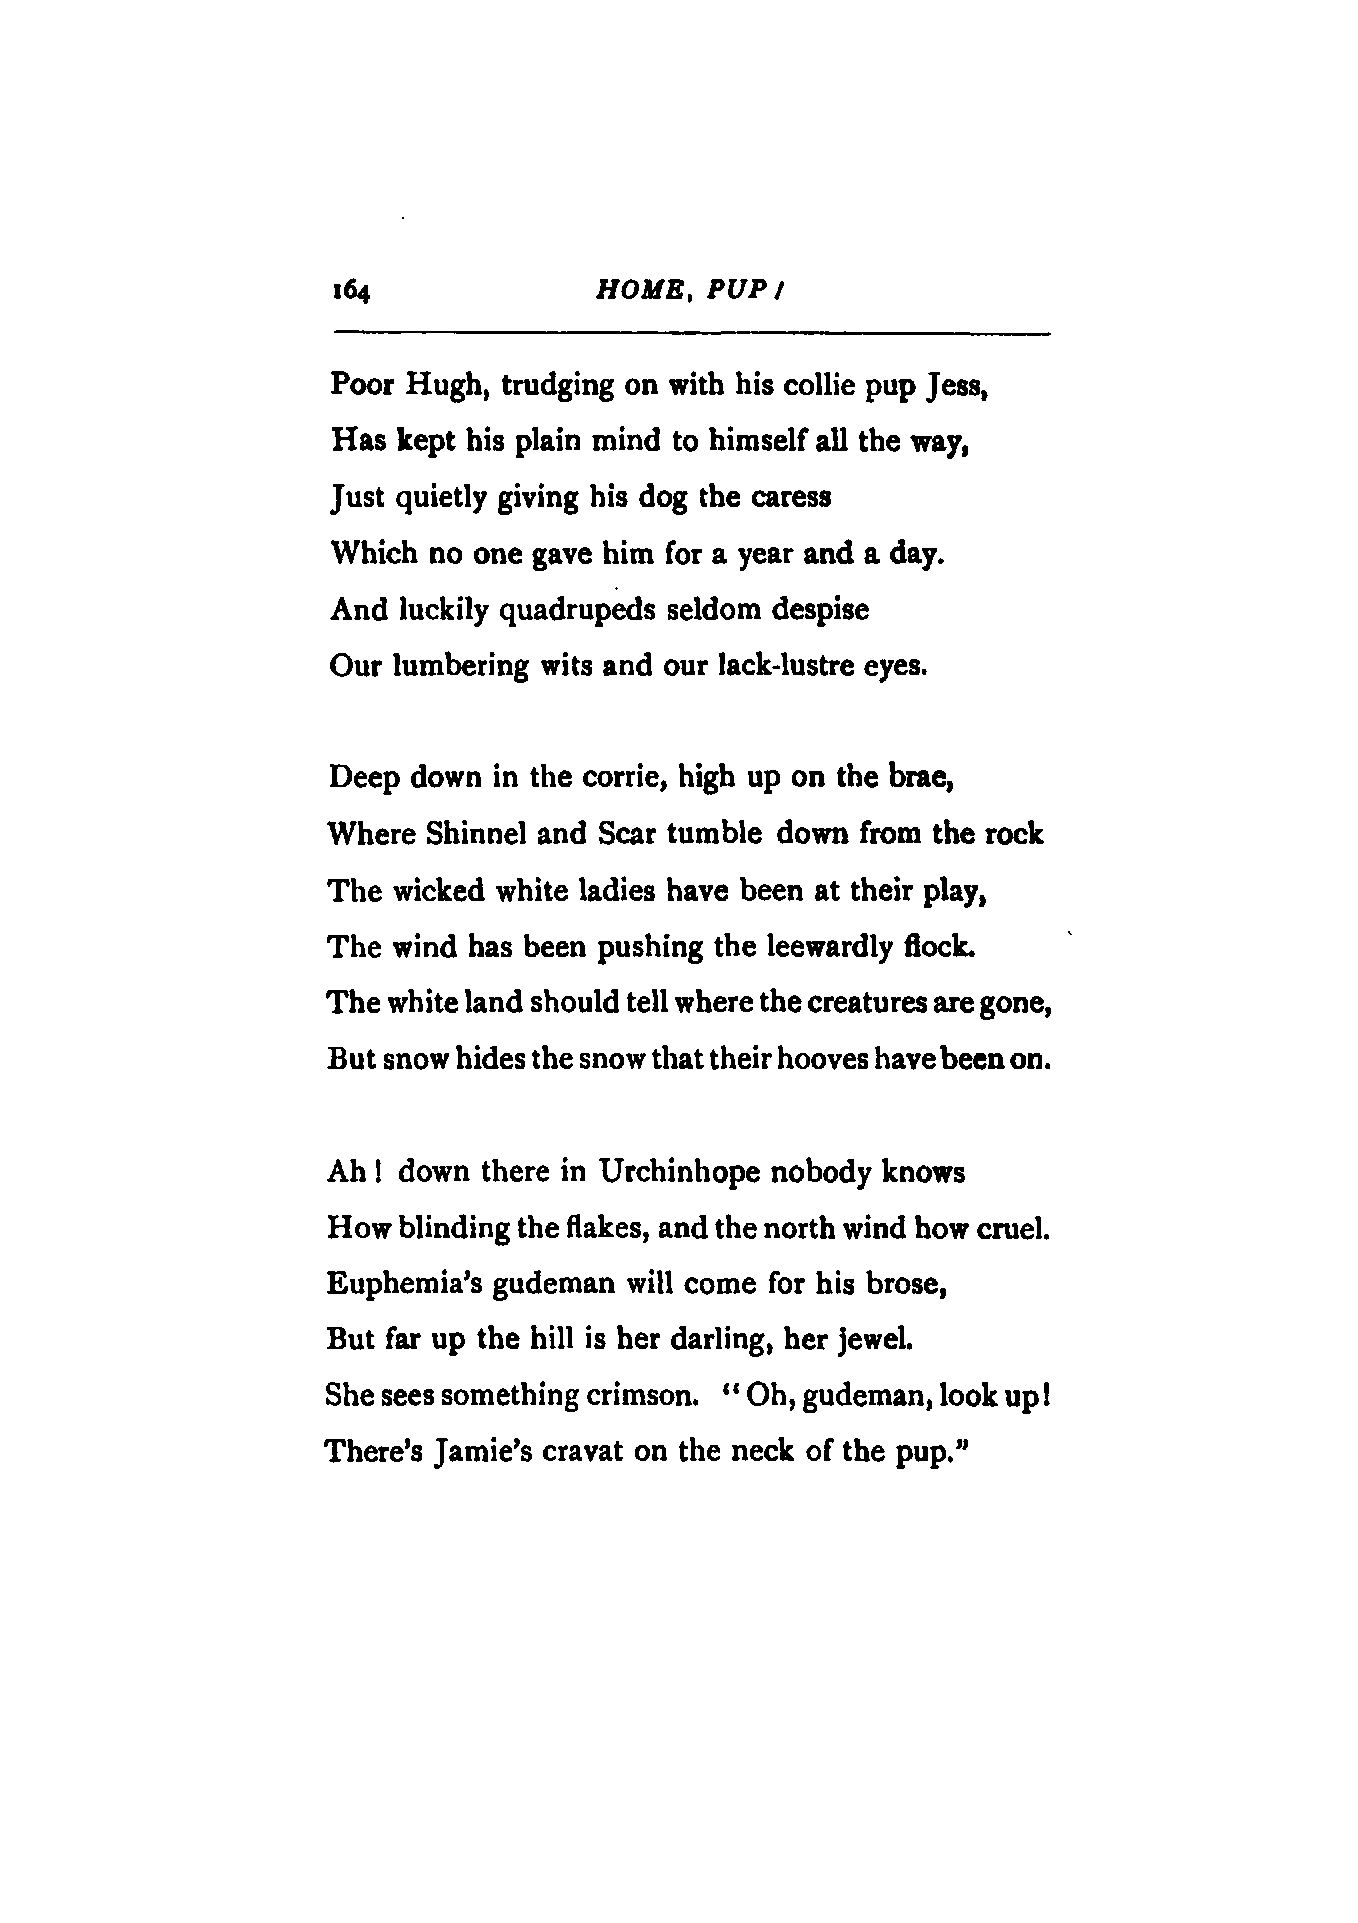 164 HOME, PUP!
Poor Hugh, trudging on with his collie pup Jess,
Has kept his plain mind to himself all the way,
Just quietly giving his dog the caress
Which no one gave him for a year and a day.
And luckily quadrupeds seldom despise
Our lumbering wits and our lack-lustre eyes.
Deep down in the corrie, high up on the brae,
Where Shinnel and Scar tumble down from the rock
The wicked white ladies have been at their play,
The wind has been pushing the leewardly flock.
The white land should tell where the creatures are gone,
But snow hides the snow that their hooves have been on.
Ah! down there in Urchinhope nobody knows
How blinding the flakes, and the north wind how cruel.
Euphemia's gudeman will come for his brose,
But far up the hill is her darling, her jewel.
She sees something crimson. "Oh, gudeman, look up!
There's Jamie's cravat on the neck of the pup."